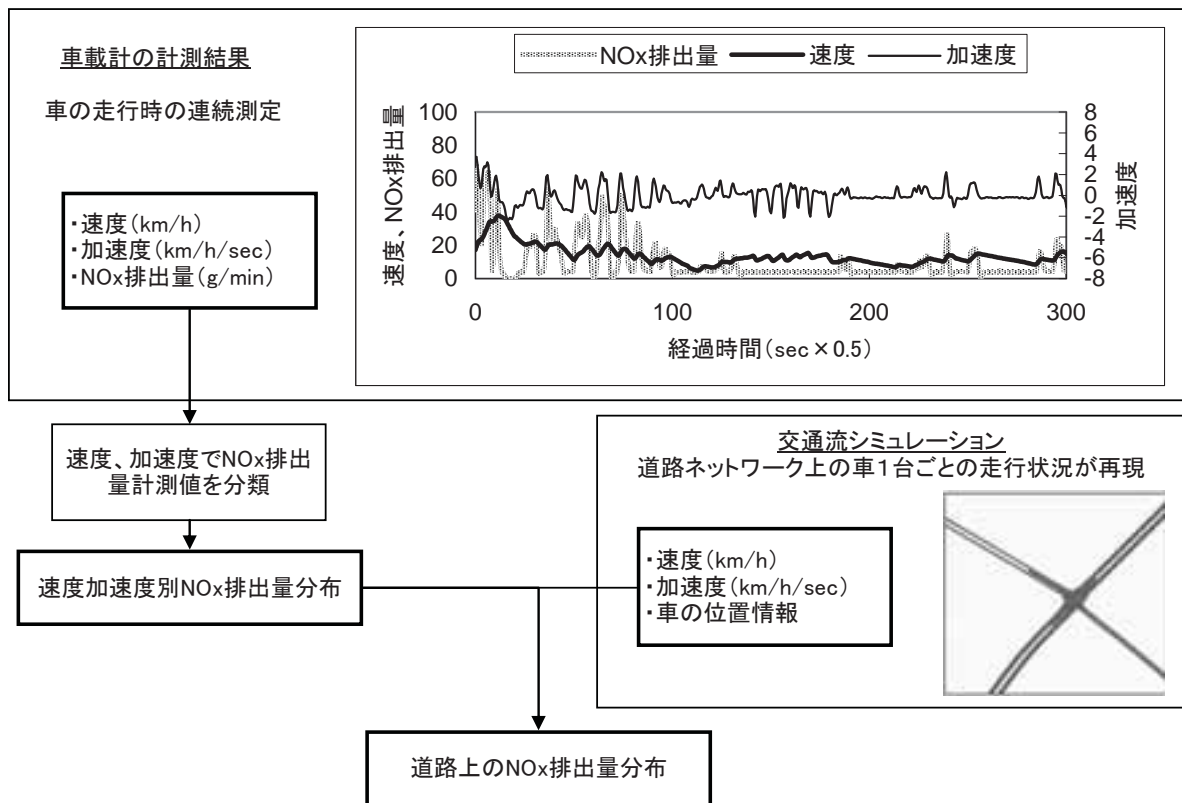 車載計の計測結果
車の走行時の連続測定
・速度(km/h)
・加速度(km/h/sec)
・NOx排出量(g/min)
NOx排出量 速度 加速度
速度、NOx排出量
100
80
60
40
20
0
8
6
4
2
0
-2
-4
-6
-8
加速度
0 100 200 300
経過時間(sec×0.5)
速度、加速度でNOx排出
量計測値を分類
速度加速度別NOx排出量分布
交通流シミュレーション
道路ネットワーク上の車1台ごとの走行状況が再現
・速度(km/h)
・加速度(km/h/sec)
・車の位置情報
道路上のNOx排出量分布